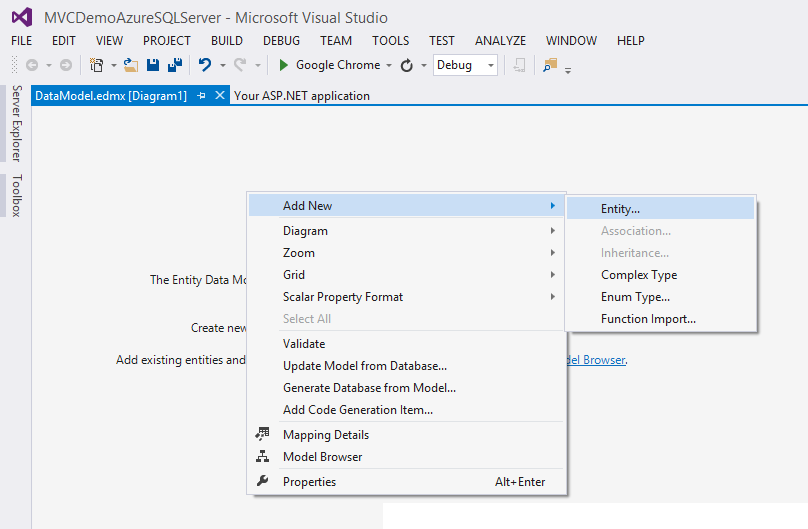 MVCDemoAzureSQLServer - Microsoft Visual Studio
FILE EDIT VIEW PROJECT BUILD DEBUG TEAM TOOLS TEST ANALYZE WINDOW HELP
Google Chrome Debug
DataModel.edmx [Diagram1] Your ASP.NET application
Server Explorer
Toolbox
Add New
Diagram
Zoom
Grid
Scalar Property Format
Select All
Validate
Update Model from Database...
Generate Database from Model...
Add Code Generation Item...
Mapping Details
Model Browser
Properties Alt+Enter
Entity...
Association...
Inheritance...
Complex Type
Enum Type...
Function Import...
The Entity Data
Create new
Add existing entities and Browser.